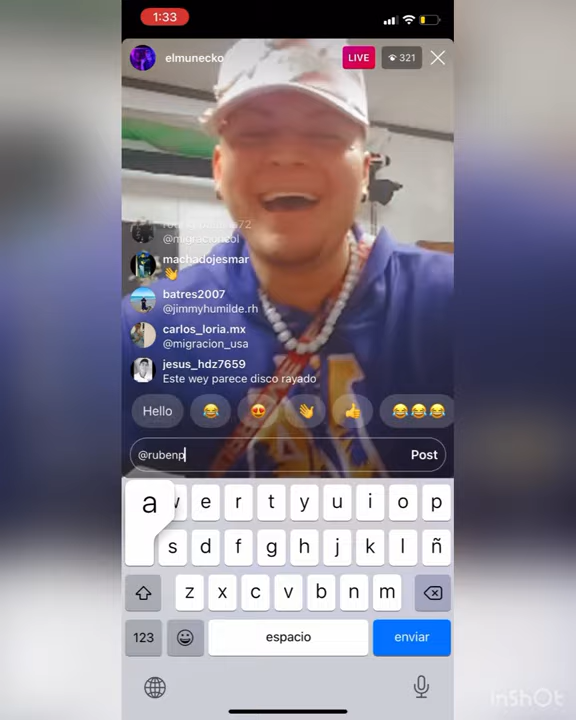 1:33
elmunecko
LIVE
321
@migracioncol
machadojesmar
👋
batres2007
@jimmyhumilde.rh
carlos_loria.mx
@migracion_usa
jesus_hdz7659
Este wey parece disco rayado
Hello 😂 😍 👋 👍 😂😂😂
@rubenp Post
a w e r t y u i o p
s d f g h j k l ñ
z x c v b n m
123 espacio enviar
InShOt